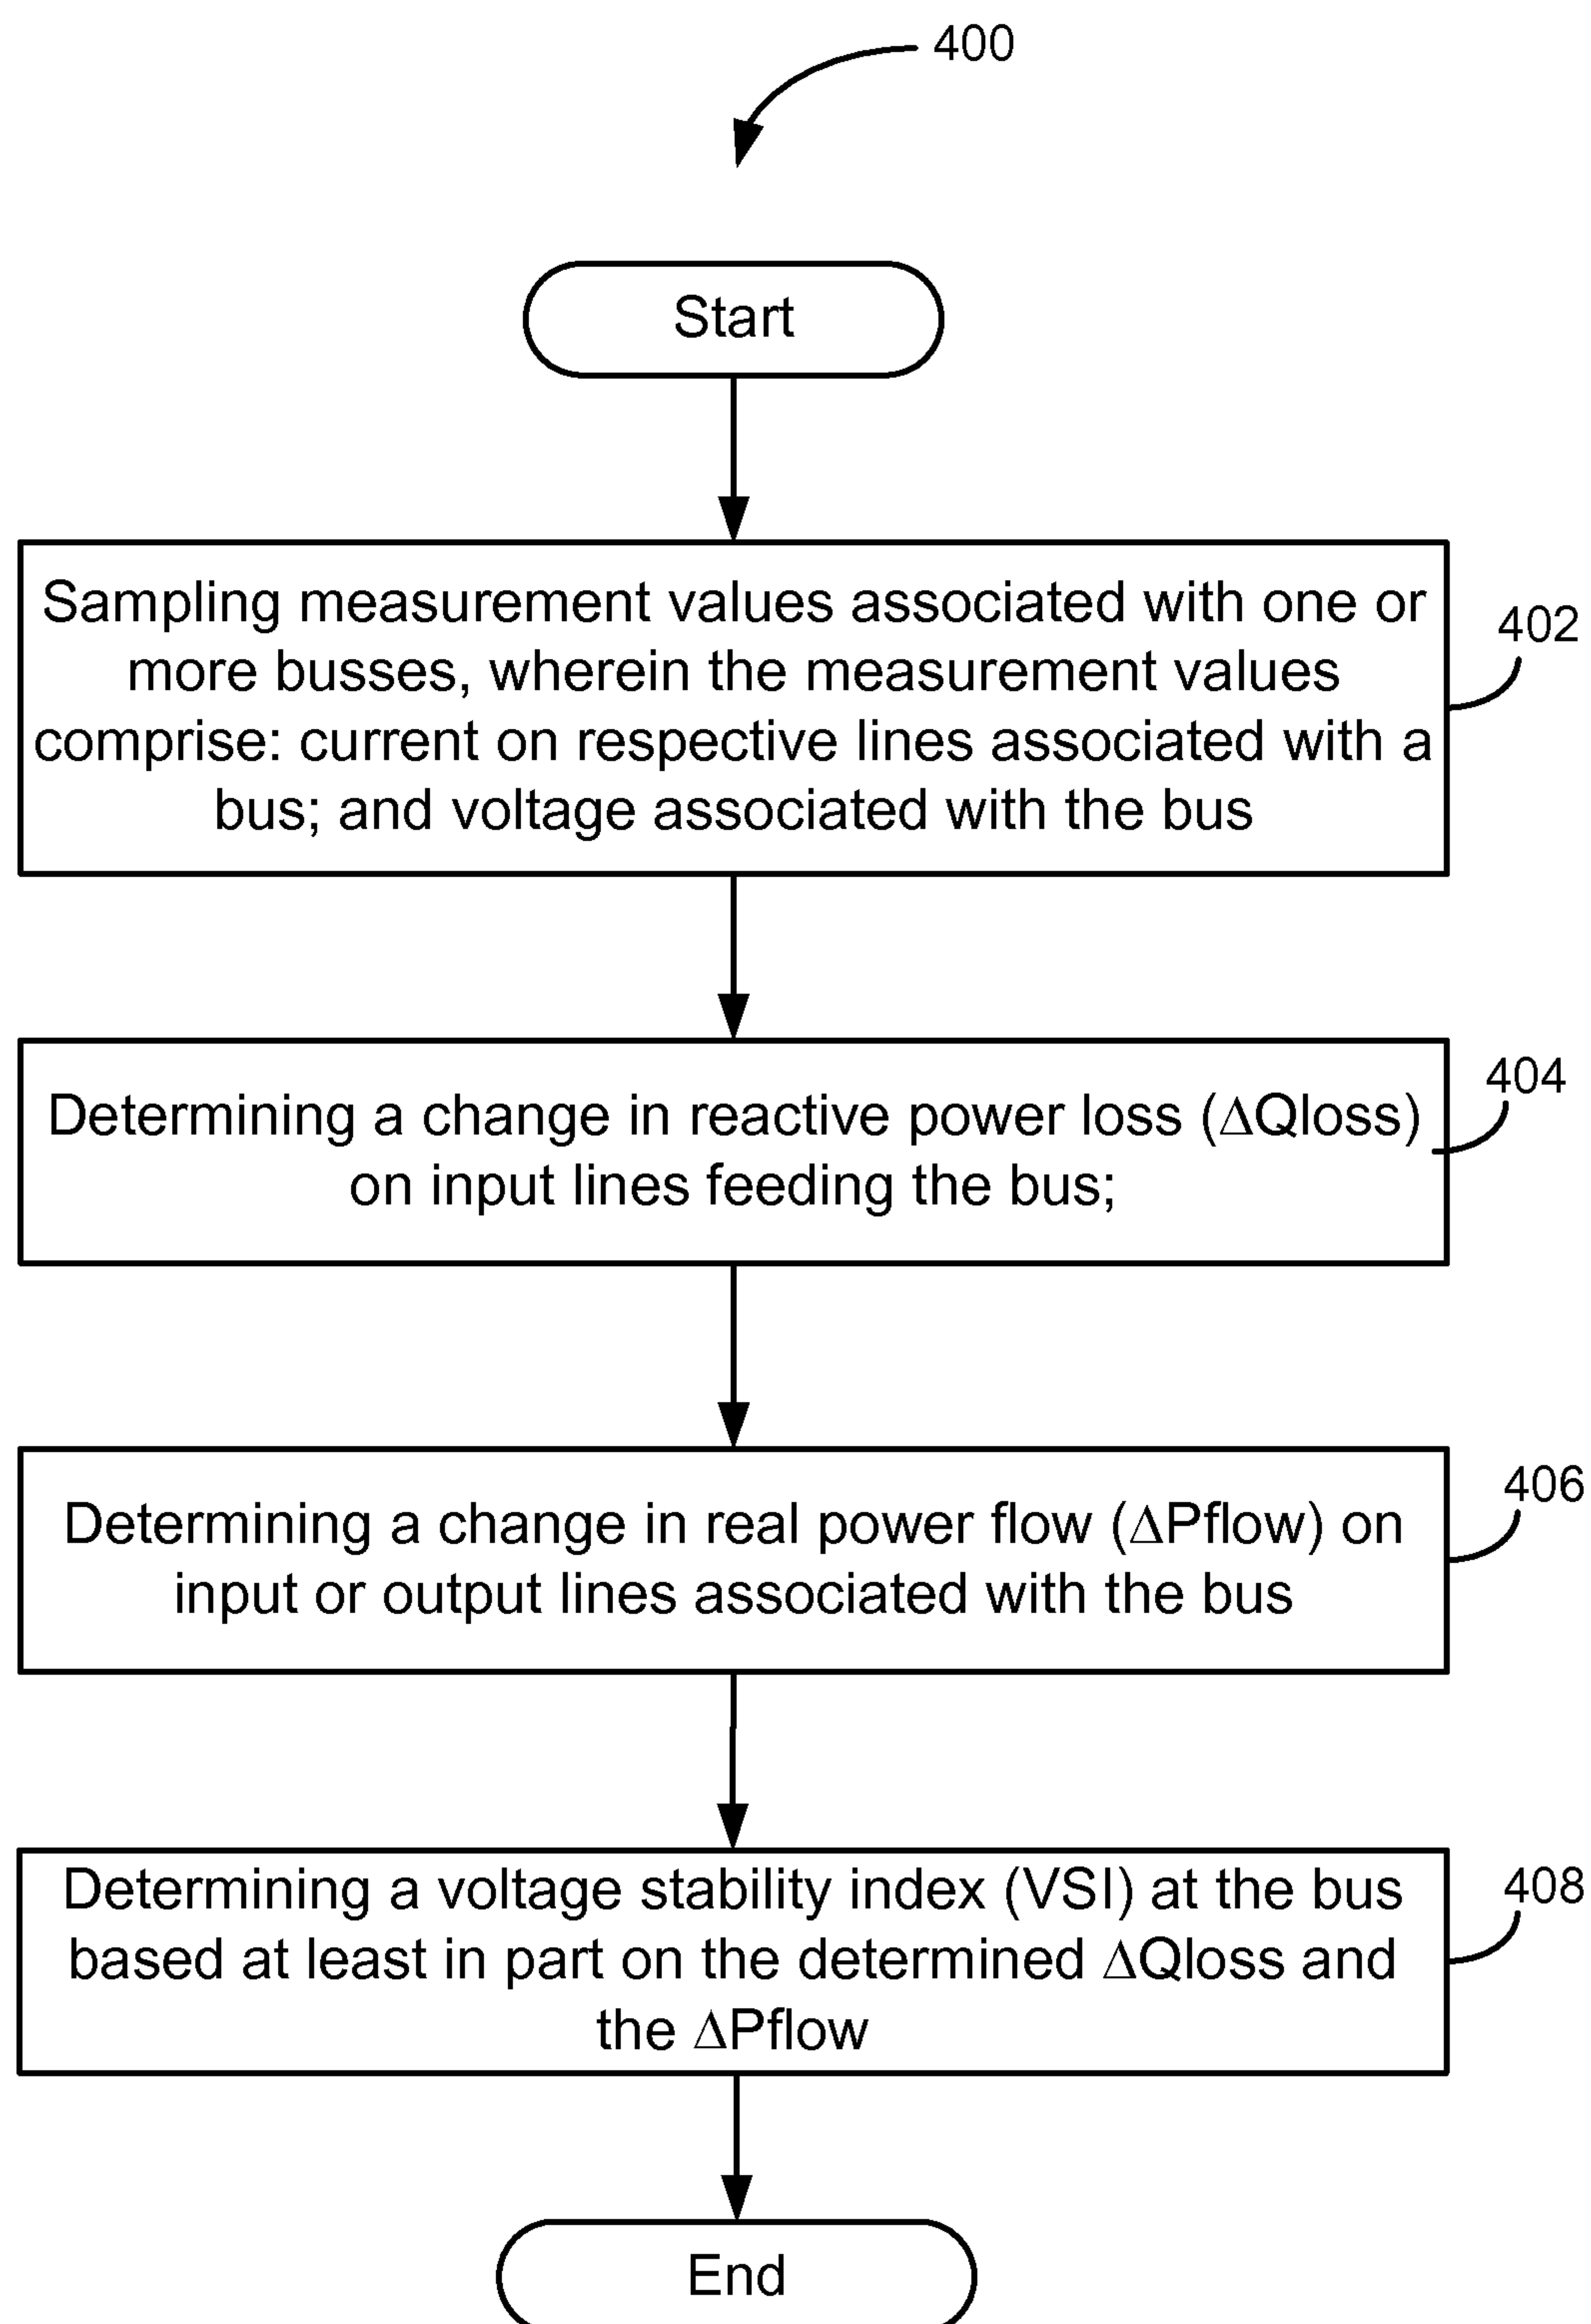 400
Start
Sampling measurement values associated with one or
more busses, wherein the measurement values
comprise: current on respective lines associated with a
bus; and voltage associated with the bus
402
Determining a change in reactive power loss (ΔQloss)
on input lines feeding the bus;
404
Determining a change in real power flow (ΔPflow) on
input or output lines associated with the bus
406
Determining a voltage stability index (VSI) at the bus
based at least in part on the determined ΔQloss and
the ΔPflow
408
End